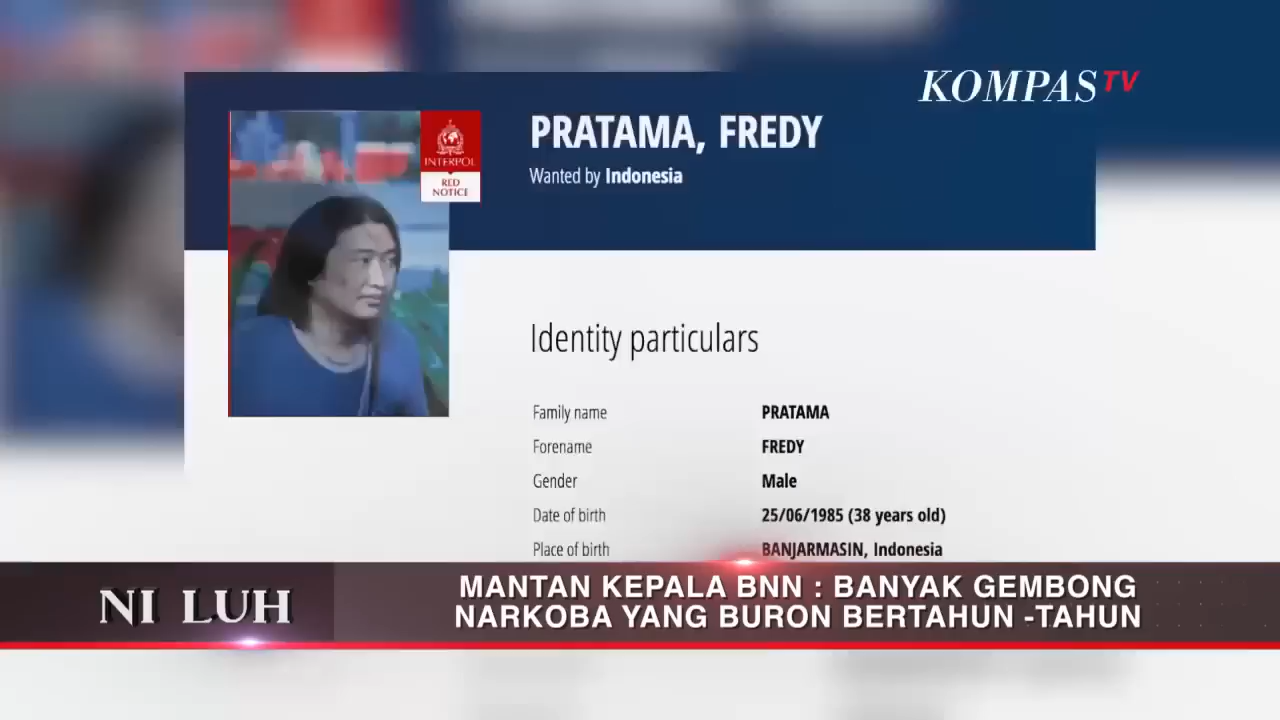 KOMPAS TV
PRATAMA, FREDY
Wanted by Indonesia
INTERPOL
RED
NOTICE
Identity particulars
Family name PRATAMA
Forename FREDY
Gender Male
Date of birth 25/06/1985 (38 years old)
Place of birth BANJARMASIN, Indonesia
NI LUH
MANTAN KEPALA BNN : BANYAK GEMBONG
NARKOBA YANG BURON BERTAHUN -TAHUN